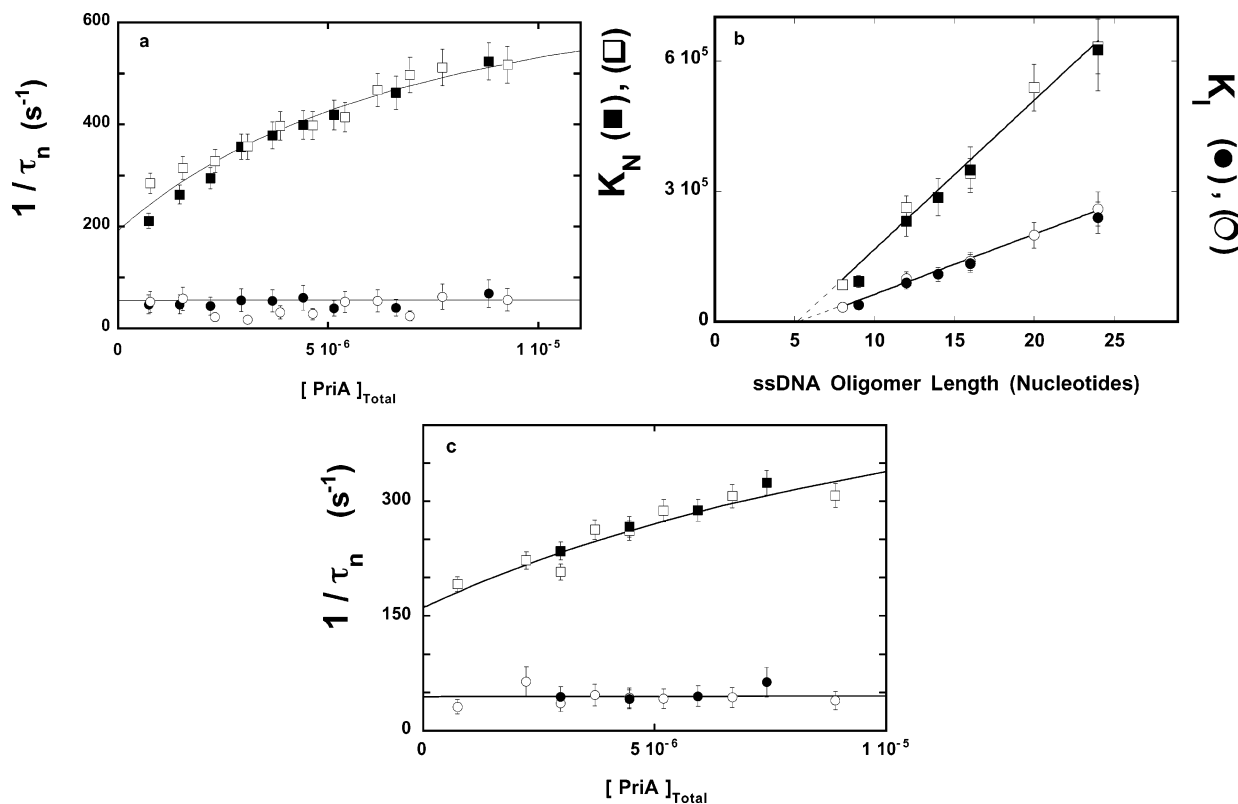 a
1 / τn (s-1)
600
400
200
0
0
5 10-6
1 10-5
[ PriA ]Total
b
KN (■), (□)
6 105
3 105
0
0
5
10
15
20
25
ssDNA Oligomer Length (Nucleotides)
KI (●), (○)
c
1 / τn (s-1)
300
150
0
0
5 10-6
1 10-5
[ PriA ]Total